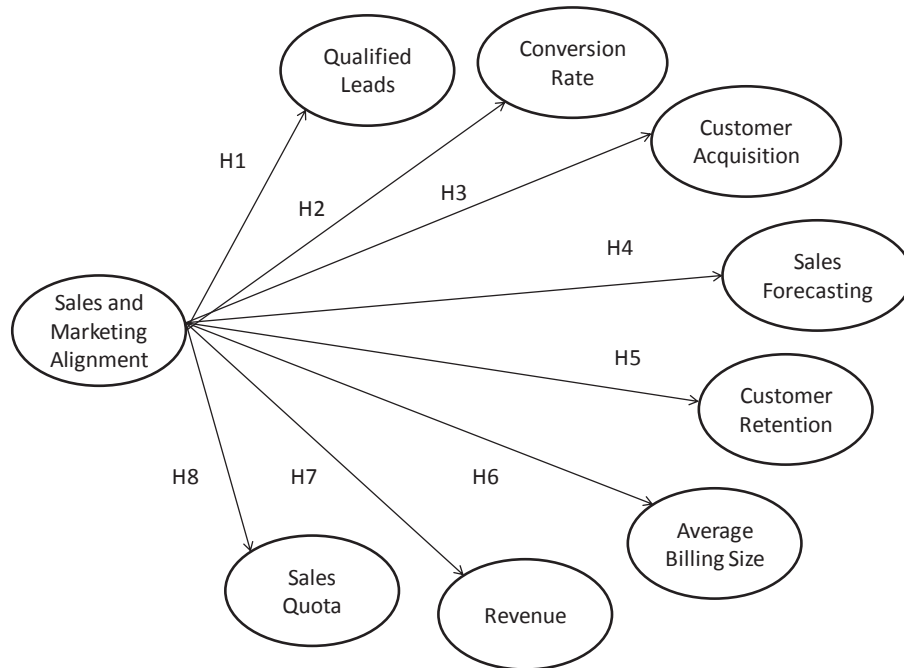 Qualified
Leads
Conversion
Rate
Customer
Acquisition
H1
H2
H3
H4
Sales
Forecasting
Sales and
Marketing
Alignment
H5
Customer
Retention
H8
H7
H6
Average
Billing Size
Sales
Quota
Revenue